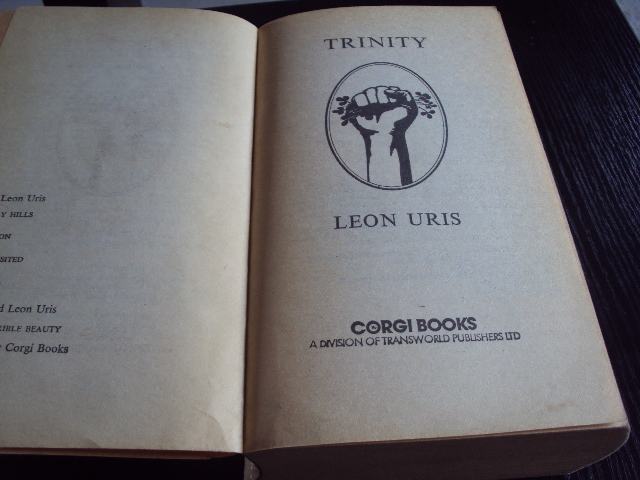 Leon Uris
Y HILLS
ON
SITED
d Leon Uris
RIBLE BEAUTY
Corgi Books
TRINITY
LEON URIS
CORGI BOOKS
A DIVISION OF TRANSWORLD PUBLISHERS LTD